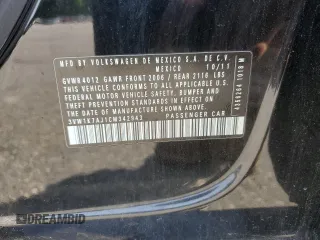 MFD BY VOLKSWAGEN DE MEXICO S.A. DE C.V.
MEXICO 10/11
GVWR4012 GAWR FRONT 2006 / REAR 2116 LBS
THIS VEHICLE CONFORMS TO ALL APPLICABLE
FEDERAL MOTOR VEHICLE SAFETY, BUMPER AND
THEFT PREVENTION STANDARDS IN EFFECT
ON THE DATE OF MANUFACTURE SHOWN ABOVE.
PASSENGER CAR
DREAMBID